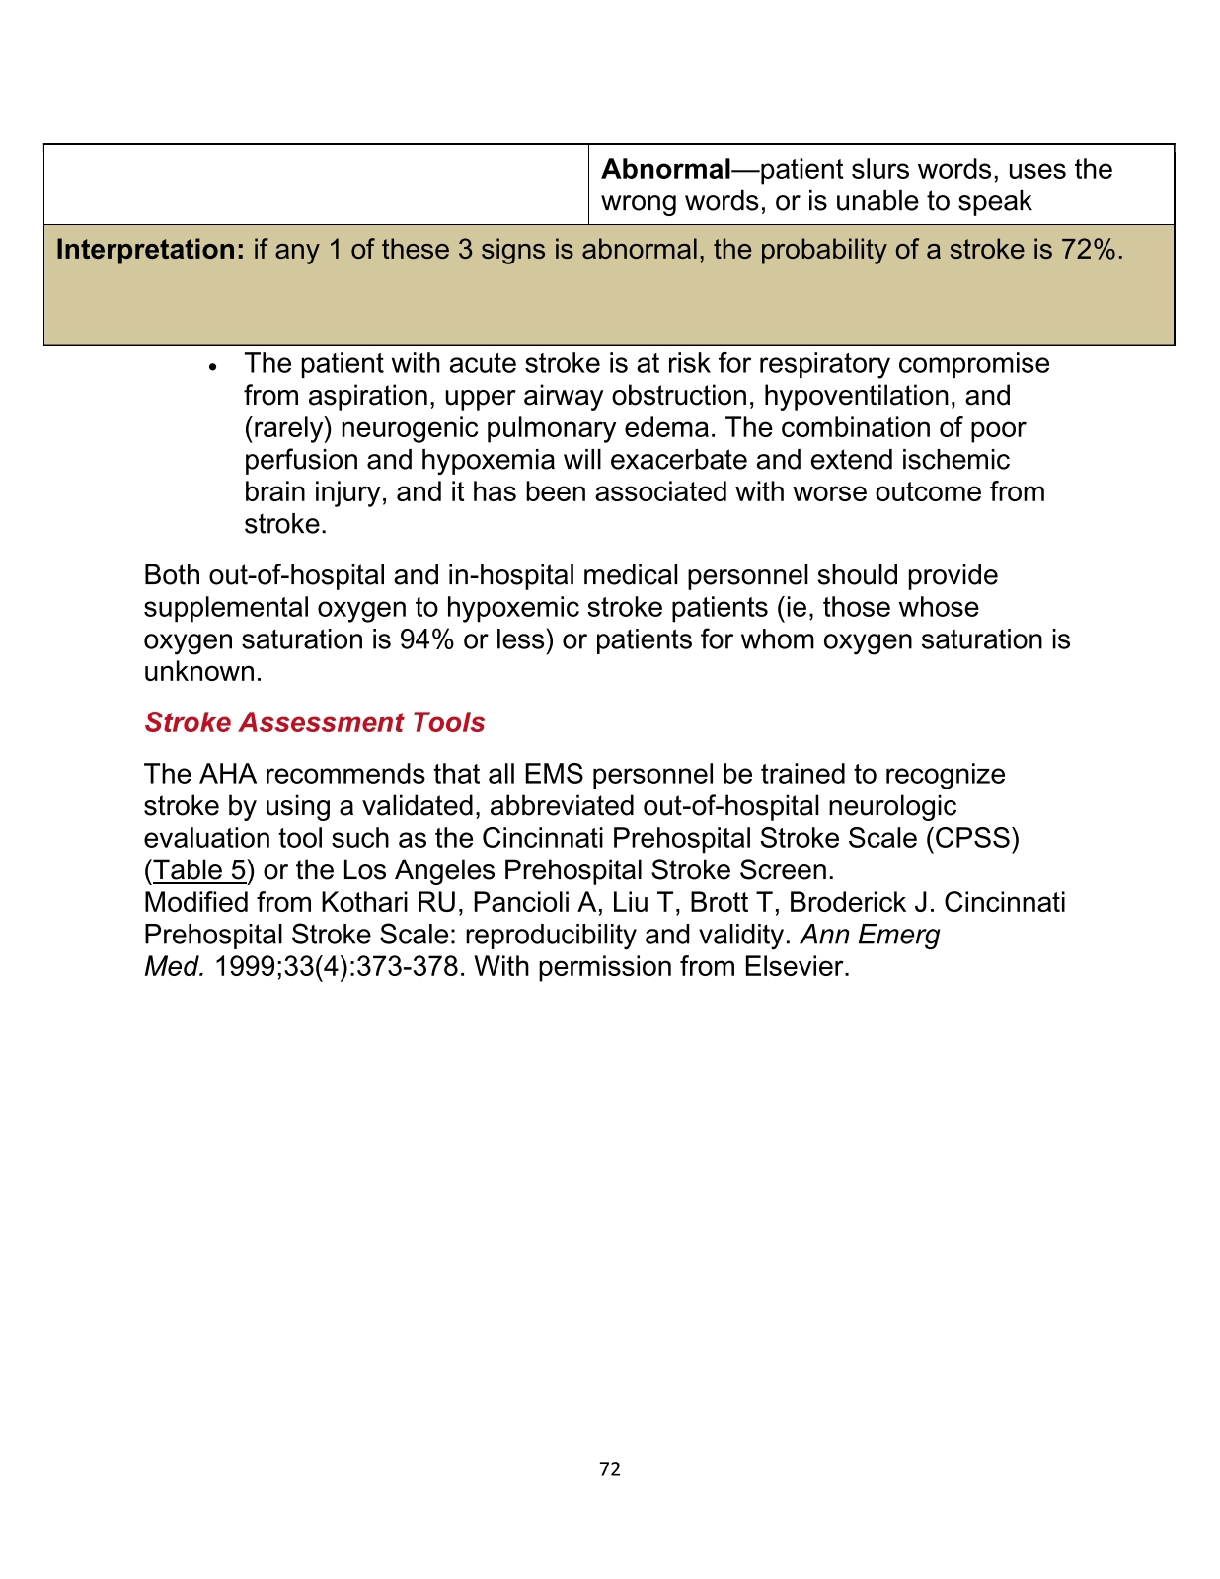 Abnormal—patient slurs words, uses the
wrong words, or is unable to speak
Interpretation: if any 1 of these 3 signs is abnormal, the probability of a stroke is 72%.
• The patient with acute stroke is at risk for respiratory compromise
from aspiration, upper airway obstruction, hypoventilation, and
(rarely) neurogenic pulmonary edema. The combination of poor
perfusion and hypoxemia will exacerbate and extend ischemic
brain injury, and it has been associated with worse outcome from
stroke.
Both out-of-hospital and in-hospital medical personnel should provide
supplemental oxygen to hypoxemic stroke patients (ie, those whose
oxygen saturation is 94% or less) or patients for whom oxygen saturation is
unknown.
Stroke Assessment Tools
The AHA recommends that all EMS personnel be trained to recognize
stroke by using a validated, abbreviated out-of-hospital neurologic
evaluation tool such as the Cincinnati Prehospital Stroke Scale (CPSS)
(Table 5) or the Los Angeles Prehospital Stroke Screen.
Modified from Kothari RU, Pancioli A, Liu T, Brott T, Broderick J. Cincinnati
Prehospital Stroke Scale: reproducibility and validity. Ann Emerg
Med. 1999;33(4):373-378. With permission from Elsevier.
72